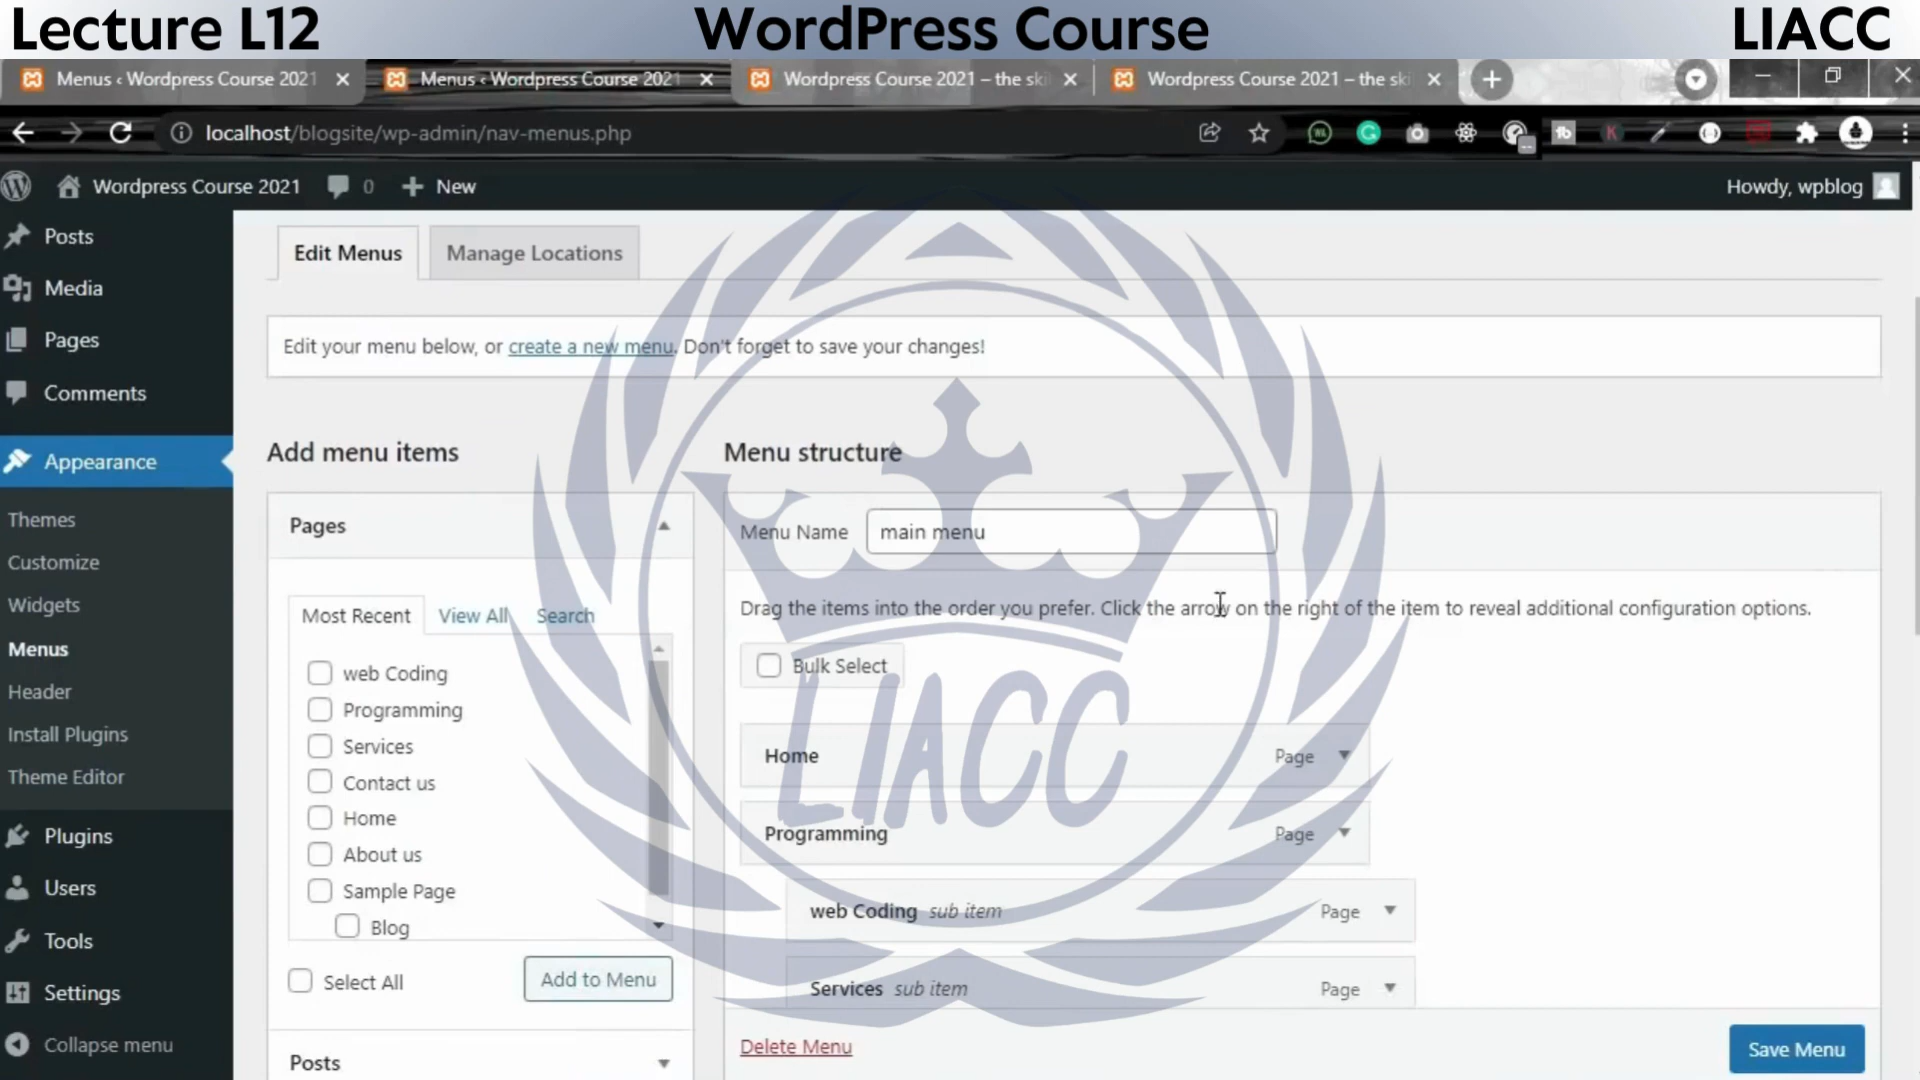 Lecture L12 WordPress Course LIACC
Menus ‹ Wordpress Course 2021 Menus ‹ Wordpress Course 2021 Wordpress Course 2021 – the ski Wordpress Course 2021 – the ski
localhost/blogsite/wp-admin/nav-menus.php
Wordpress Course 2021 0 New Howdy, wpblog
Posts
Media
Pages
Comments
Appearance
Themes
Customize
Widgets
Menus
Header
Install Plugins
Theme Editor
Plugins
Users
Tools
Settings
Collapse menu
Edit Menus Manage Locations
Edit your menu below, or create a new menu. Don't forget to save your changes!
Add menu items
Pages
Most Recent View All Search
web Coding
Programming
Services
Contact us
Home
About us
Sample Page
Blog
Select All Add to Menu
Posts
Menu structure
Menu Name main menu
Drag the items into the order you prefer. Click the arrow on the right of the item to reveal additional configuration options.
Bulk Select
Home Page
Programming Page
web Coding sub item Page
Services sub item Page
Delete Menu Save Menu
LIACC